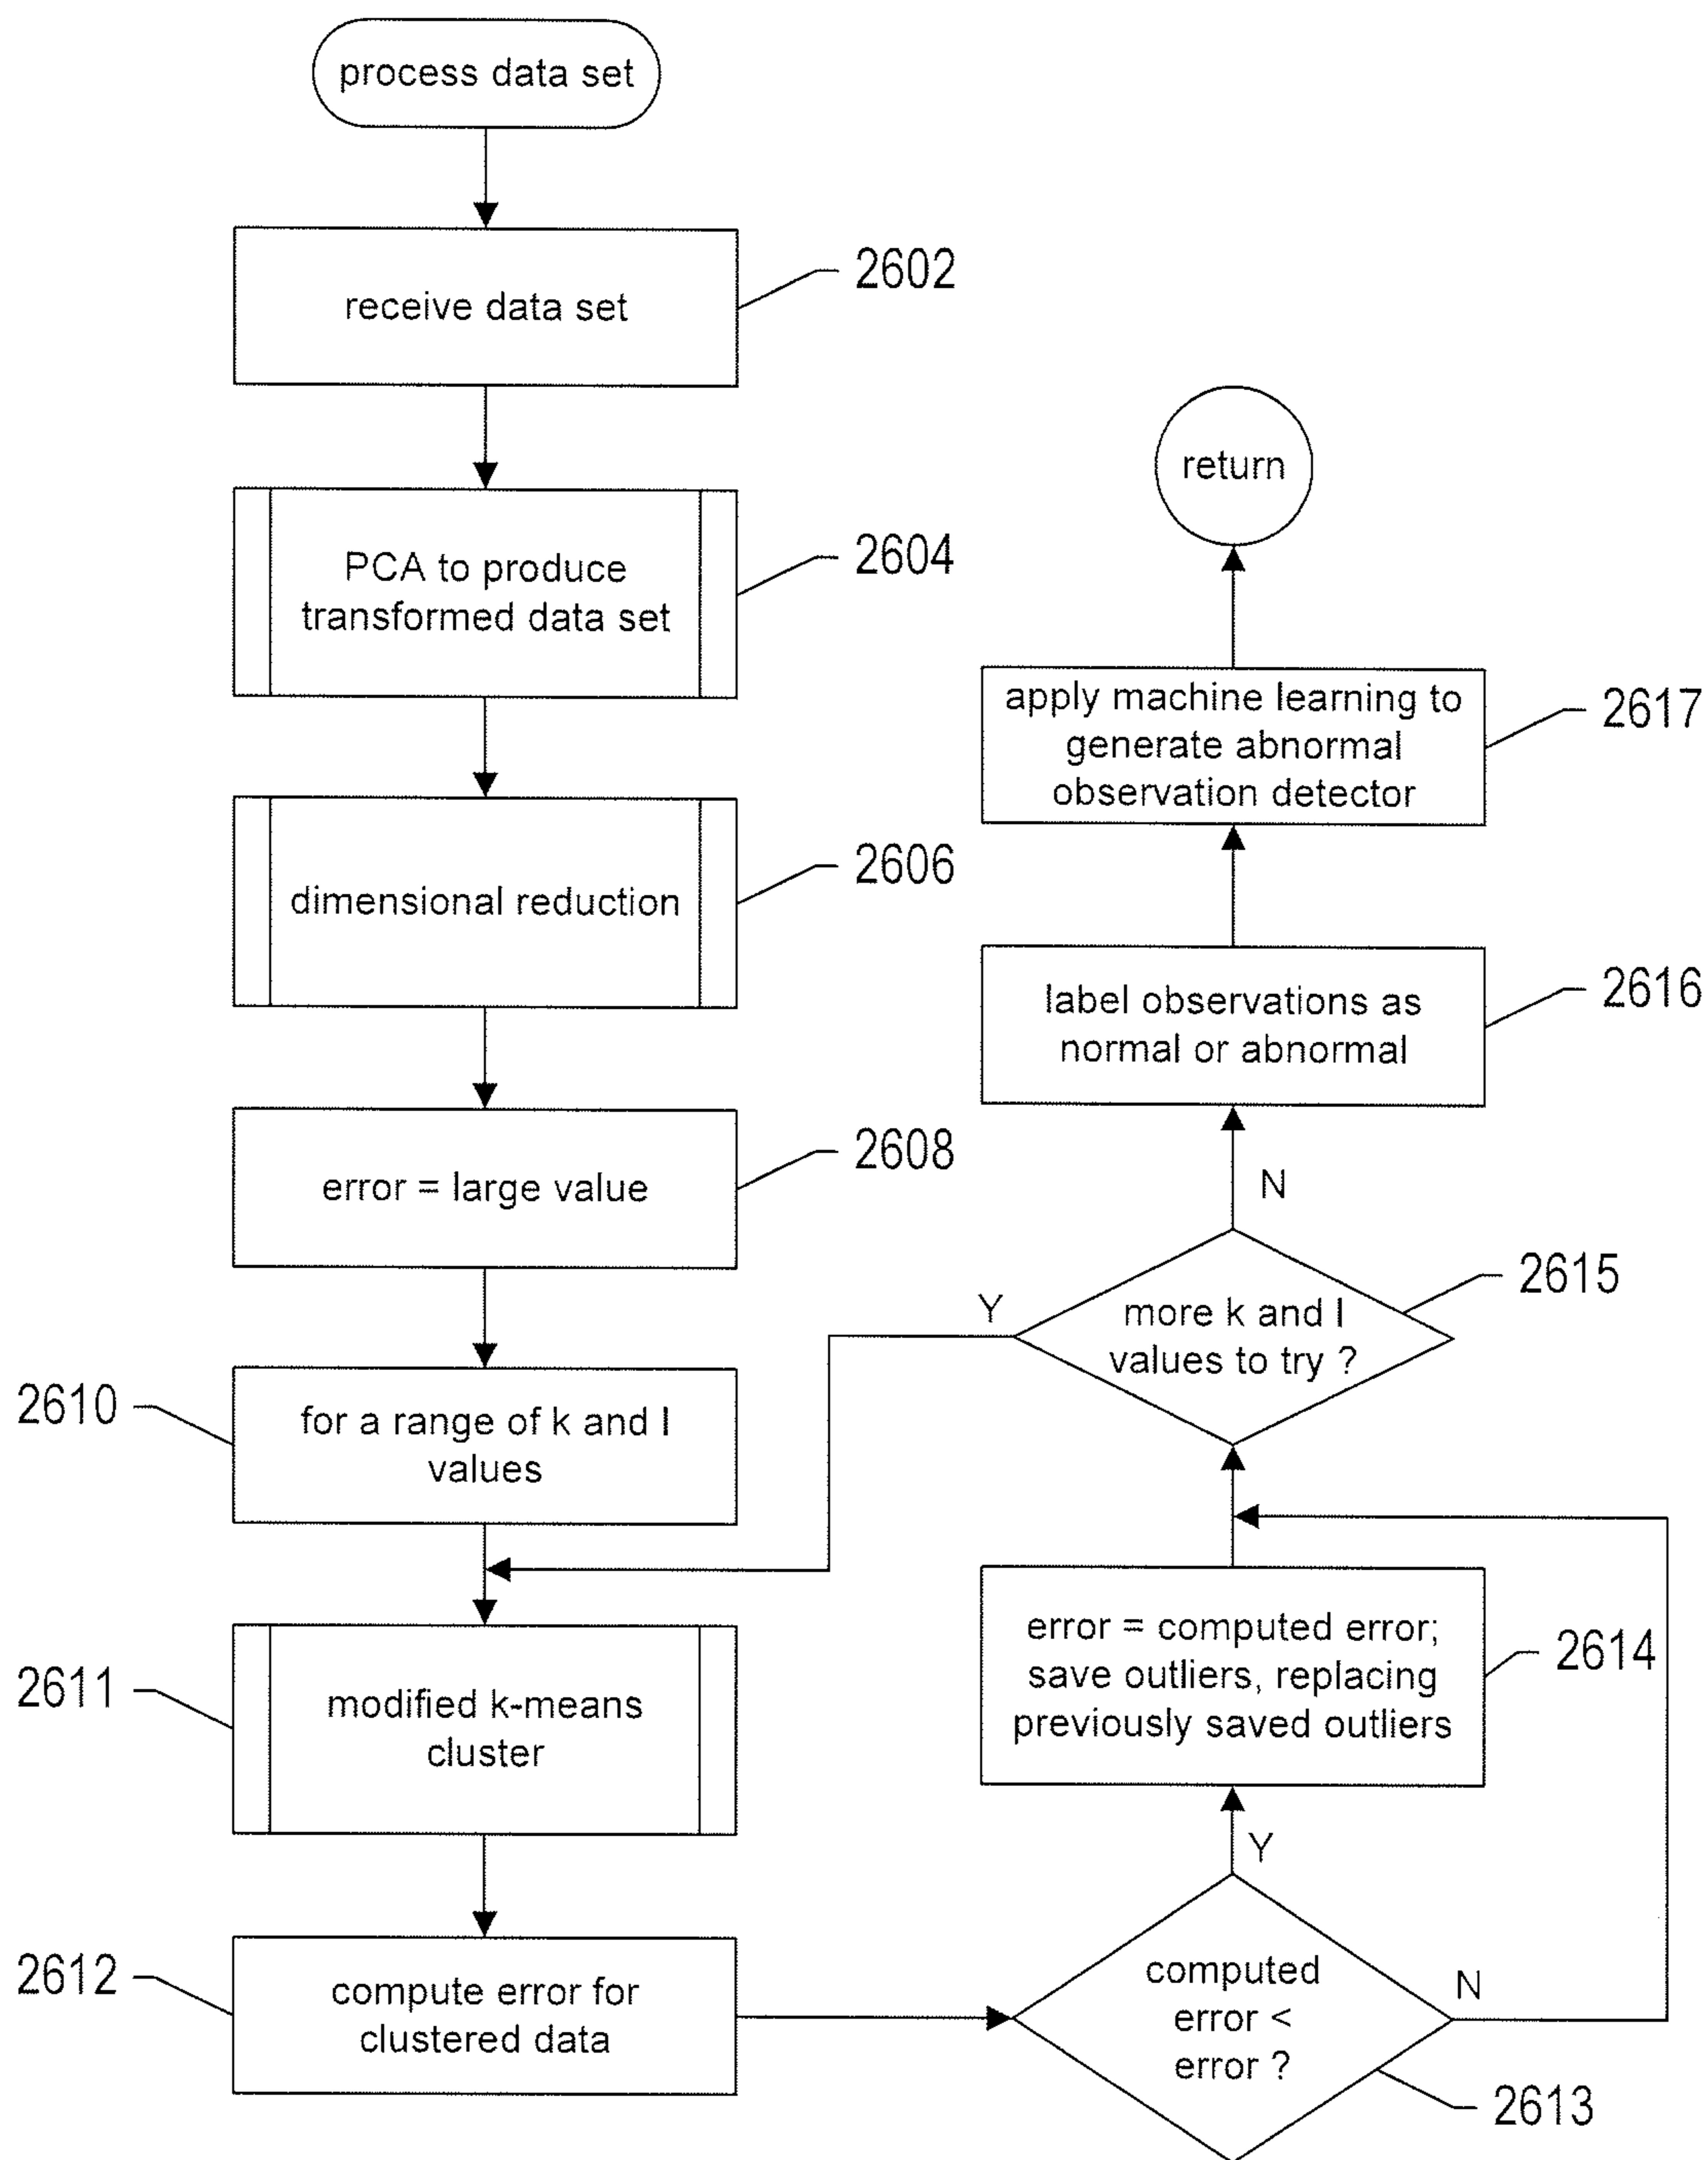 process data set
receive data set
2602
PCA to produce
transformed data set
2604
dimensional reduction
2606
error = large value
2608
2610
for a range of k and l
values
2611
modified k-means
cluster
2612
compute error for
clustered data
computed
error <
error ?
2613
Y
N
error = computed error;
save outliers, replacing
previously saved outliers
2614
more k and l
values to try ?
2615
Y
N
label observations as
normal or abnormal
2616
apply machine learning to
generate abnormal
observation detector
2617
return